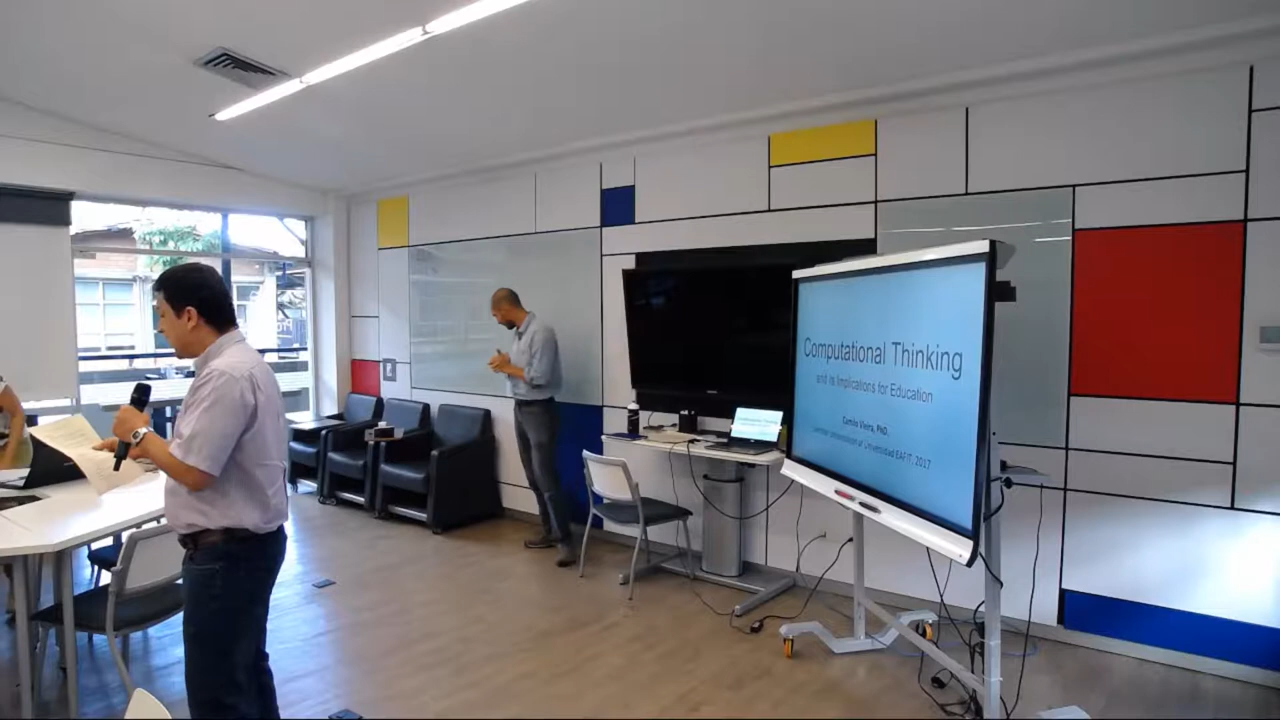 Computational Thinking
and its Implications for Education
Camilo Vieira, PhD.
Universidad EAFIT, 2017